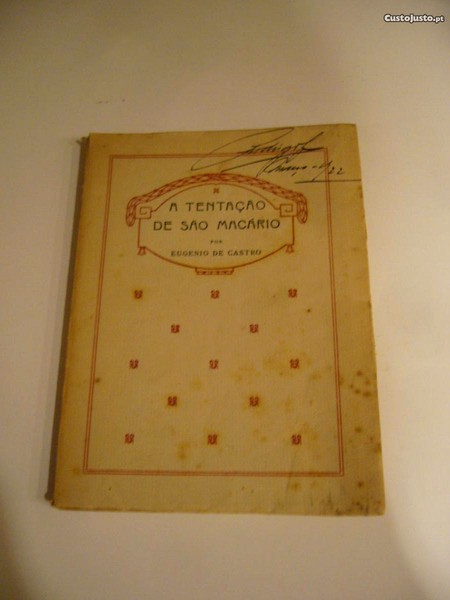 CustoJusto.pt
A TENTAÇÃO
DE SÃO MACÁRIO
POR
EUGENIO DE CASTRO